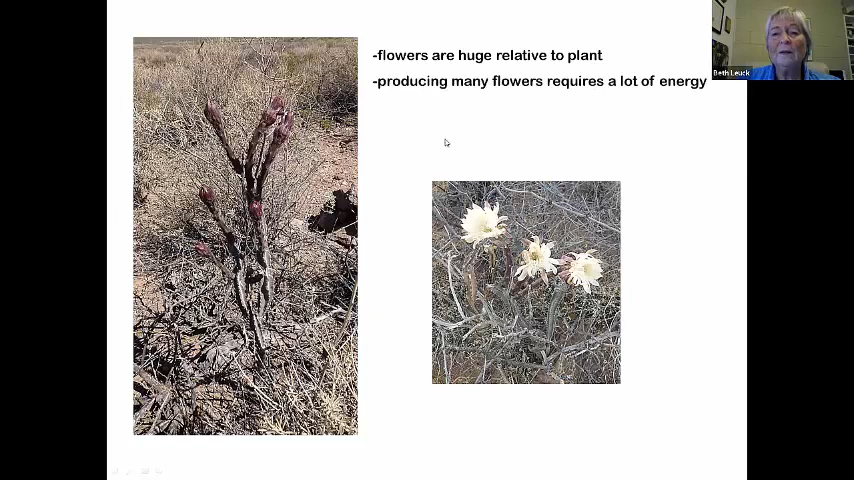 -flowers are huge relative to plant
-producing many flowers requires a lot of energy
Beth Leuck